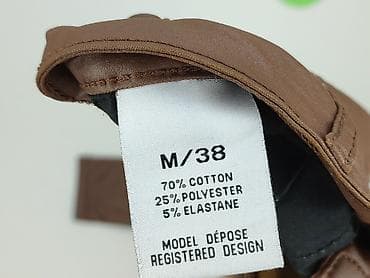 M/38
70% COTTON
25% POLYESTER
5% ELASTANE
MODEL DÉPOSE
REGISTERED DESIGN